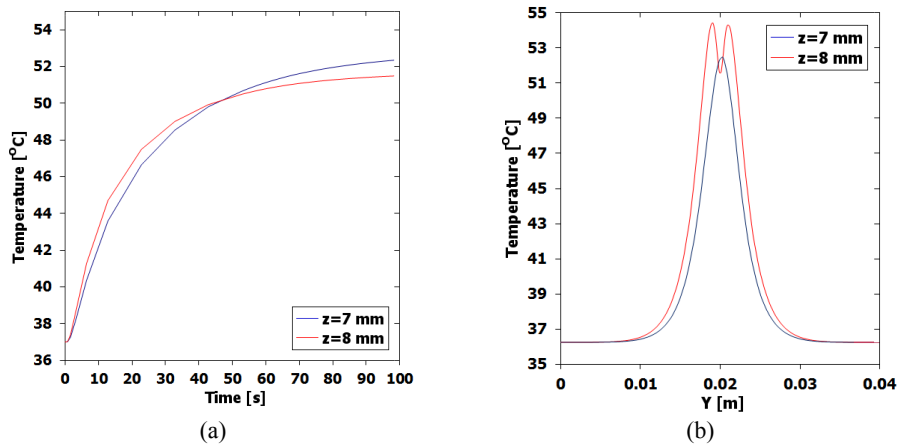 Temperature [°C]
54
52
50
48
46
44
42
40
38
36
0 10 20 30 40 50 60 70 80 90 100
Time [s]
z=7 mm
z=8 mm
(a)
Temperature [°C]
55
53
51
49
47
45
43
41
39
37
35
0 0.01 0.02 0.03 0.04
Y [m]
z=7 mm
z=8 mm
(b)